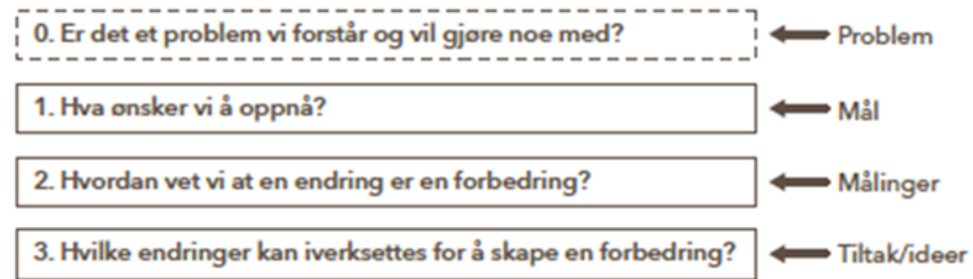 0. Er det et problem vi forstår og vil gjøre noe med? Problem
1. Hva ønsker vi å oppnå? Mål
2. Hvordan vet vi at en endring er en forbedring? Målinger
3. Hvilke endringer kan iverksettes for å skape en forbedring? Tiltak/ideer